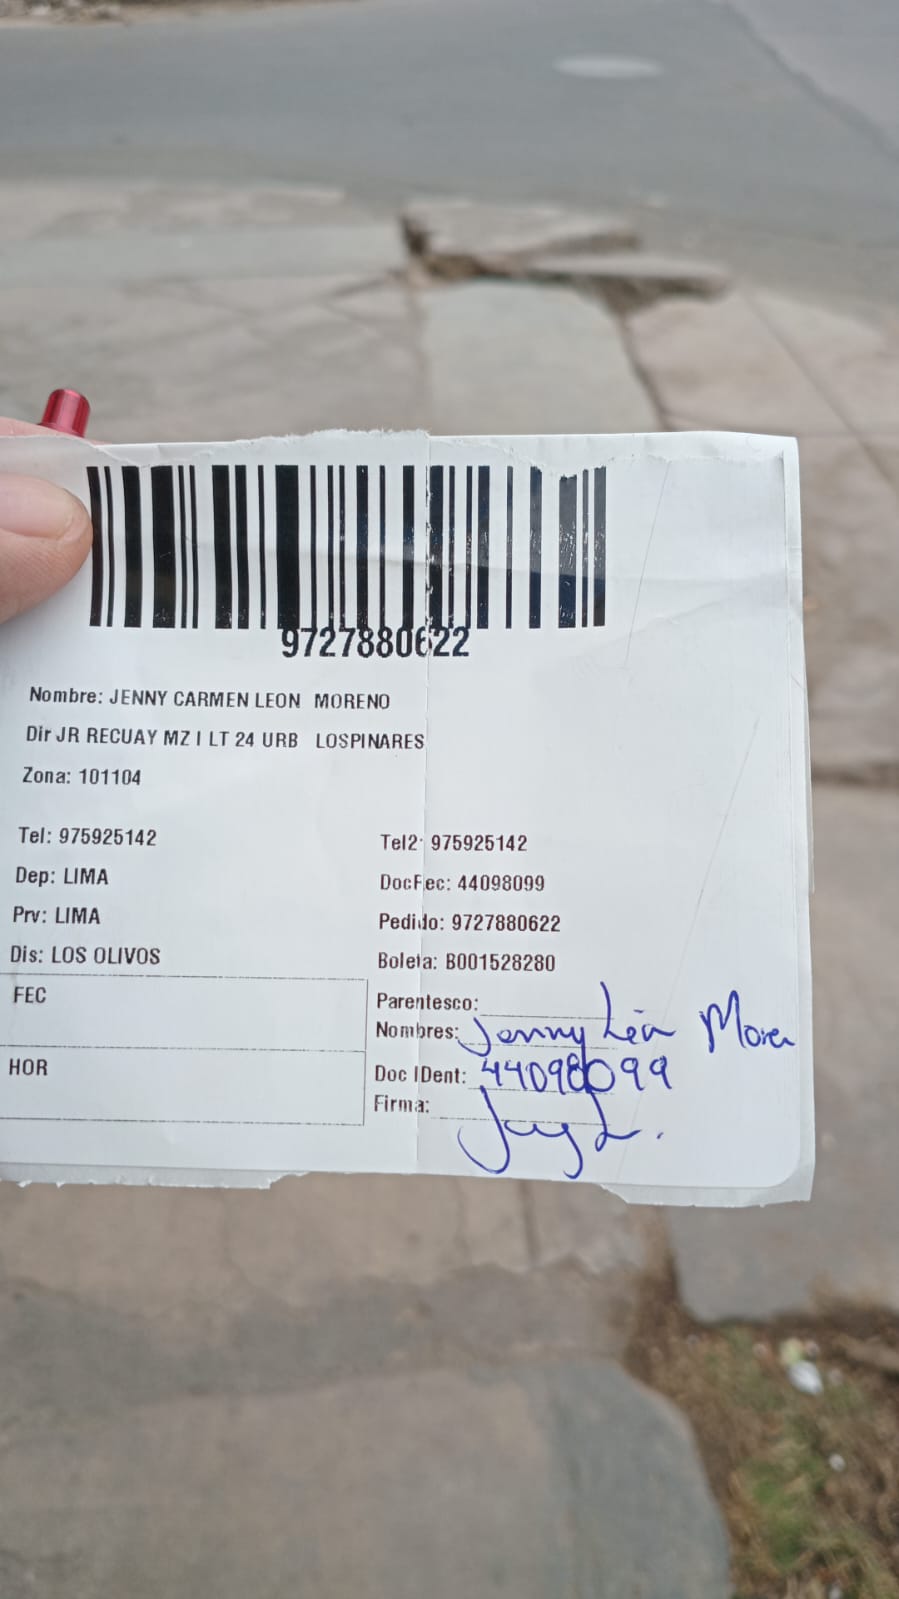 9727880622
Nombre: JENNY CARMEN LEON MORENO
Dir JR RECUAY MZ I LT 24 URB LOSPINARES
Zona: 101104
Tel: 975925142 Tel2: 975925142
Dep: LIMA DocFec: 44098099
Prv: LIMA Pedido: 9727880622
Dis: LOS OLIVOS Boleta: B001528280
FEC
Parentesco:
Nombres: Jenny León Moren
HOR
Doc IDent: 44098099
Firma: